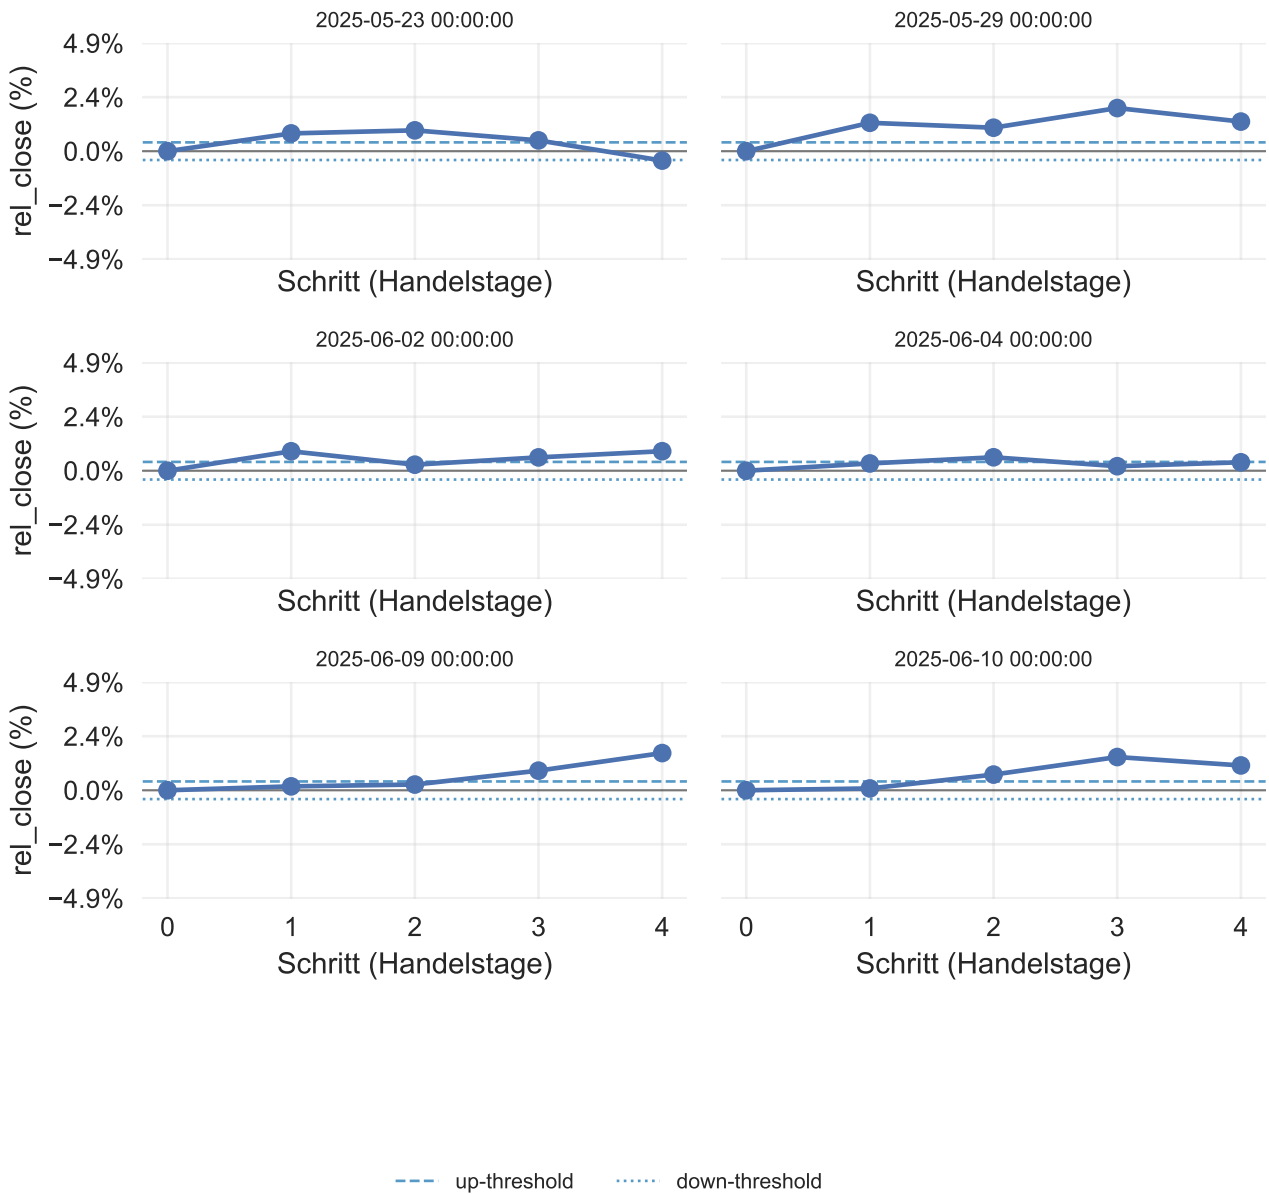 2025-05-23 00:00:00
2025-05-29 00:00:00
4.9%
2.4%
0.0%
−2.4%
−4.9%
rel_close (%)
Schritt (Handelstage)
Schritt (Handelstage)
2025-06-02 00:00:00
2025-06-04 00:00:00
4.9%
2.4%
0.0%
−2.4%
−4.9%
rel_close (%)
Schritt (Handelstage)
Schritt (Handelstage)
2025-06-09 00:00:00
2025-06-10 00:00:00
4.9%
2.4%
0.0%
−2.4%
−4.9%
rel_close (%)
0 1 2 3 4
0 1 2 3 4
Schritt (Handelstage)
Schritt (Handelstage)
up-threshold
down-threshold